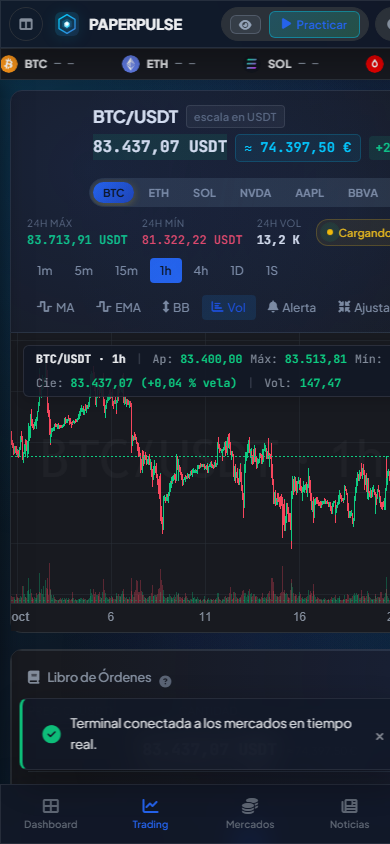 PAPERPULSE
Practicar
BTC — —
ETH — —
SOL — —
BTC/USDT
escala en USDT
83.437,07 USDT
≈ 74.397,50 €
+2
BTC
ETH
SOL
NVDA
AAPL
BBVA
24H MÁX
83.713,91 USDT
24H MÍN
81.322,22 USDT
24H VOL
13,2 K
Cargando
1m
5m
15m
1h
4h
1D
1S
MA
EMA
BB
Vol
Alerta
Ajusta
BTC/USDT · 1h | Ap: 83.400,00 Máx: 83.513,81 Mín:
Cie: 83.437,07 (+0,04 % vela) | Vol: 147,47
oct
6
11
16
2
Libro de Órdenes
?
Terminal conectada a los mercados en tiempo
real.
×
Dashboard
Trading
Mercados
Noticias